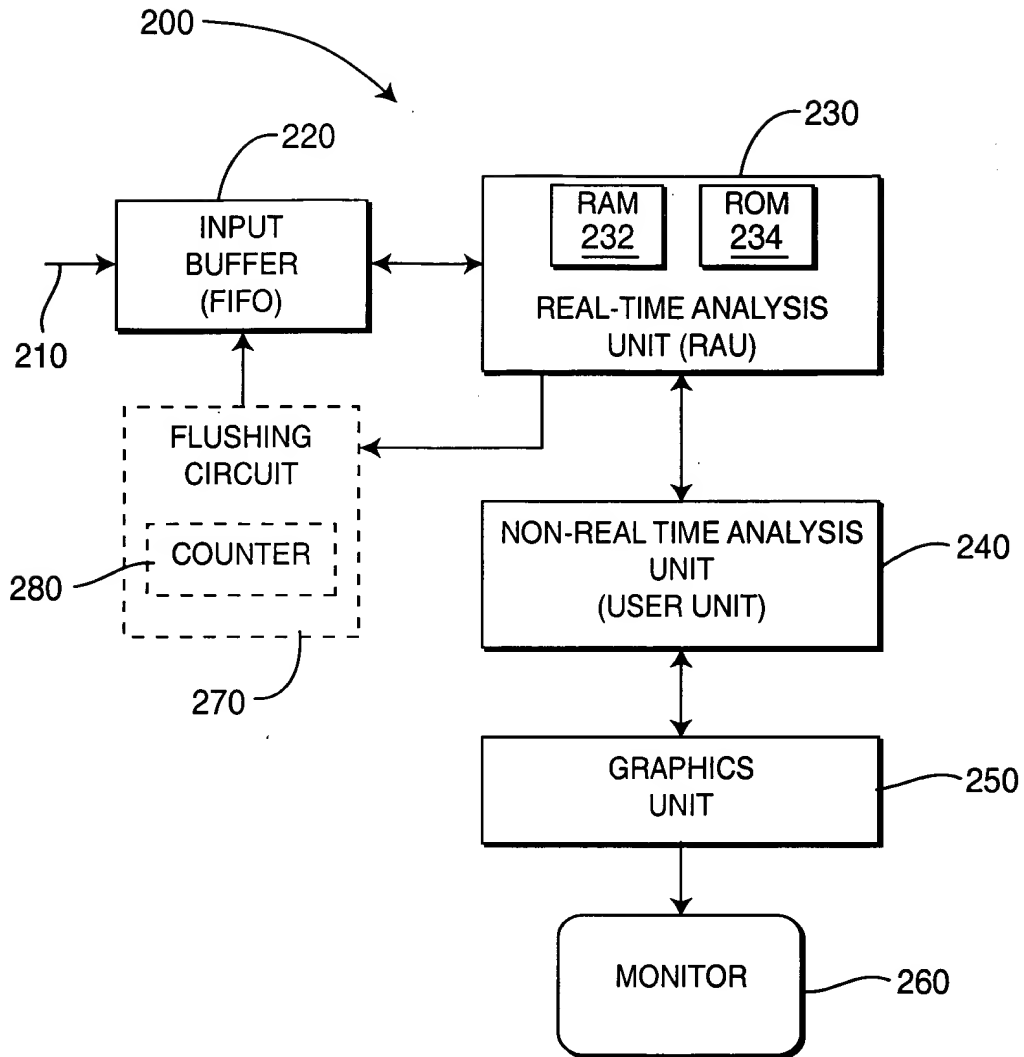 200
220
230
INPUT
BUFFER
(FIFO)
RAM
232
ROM
234
REAL-TIME ANALYSIS
UNIT (RAU)
210
FLUSHING
CIRCUIT
COUNTER
280
270
NON-REAL TIME ANALYSIS
UNIT
(USER UNIT)
240
GRAPHICS
UNIT
250
MONITOR
260